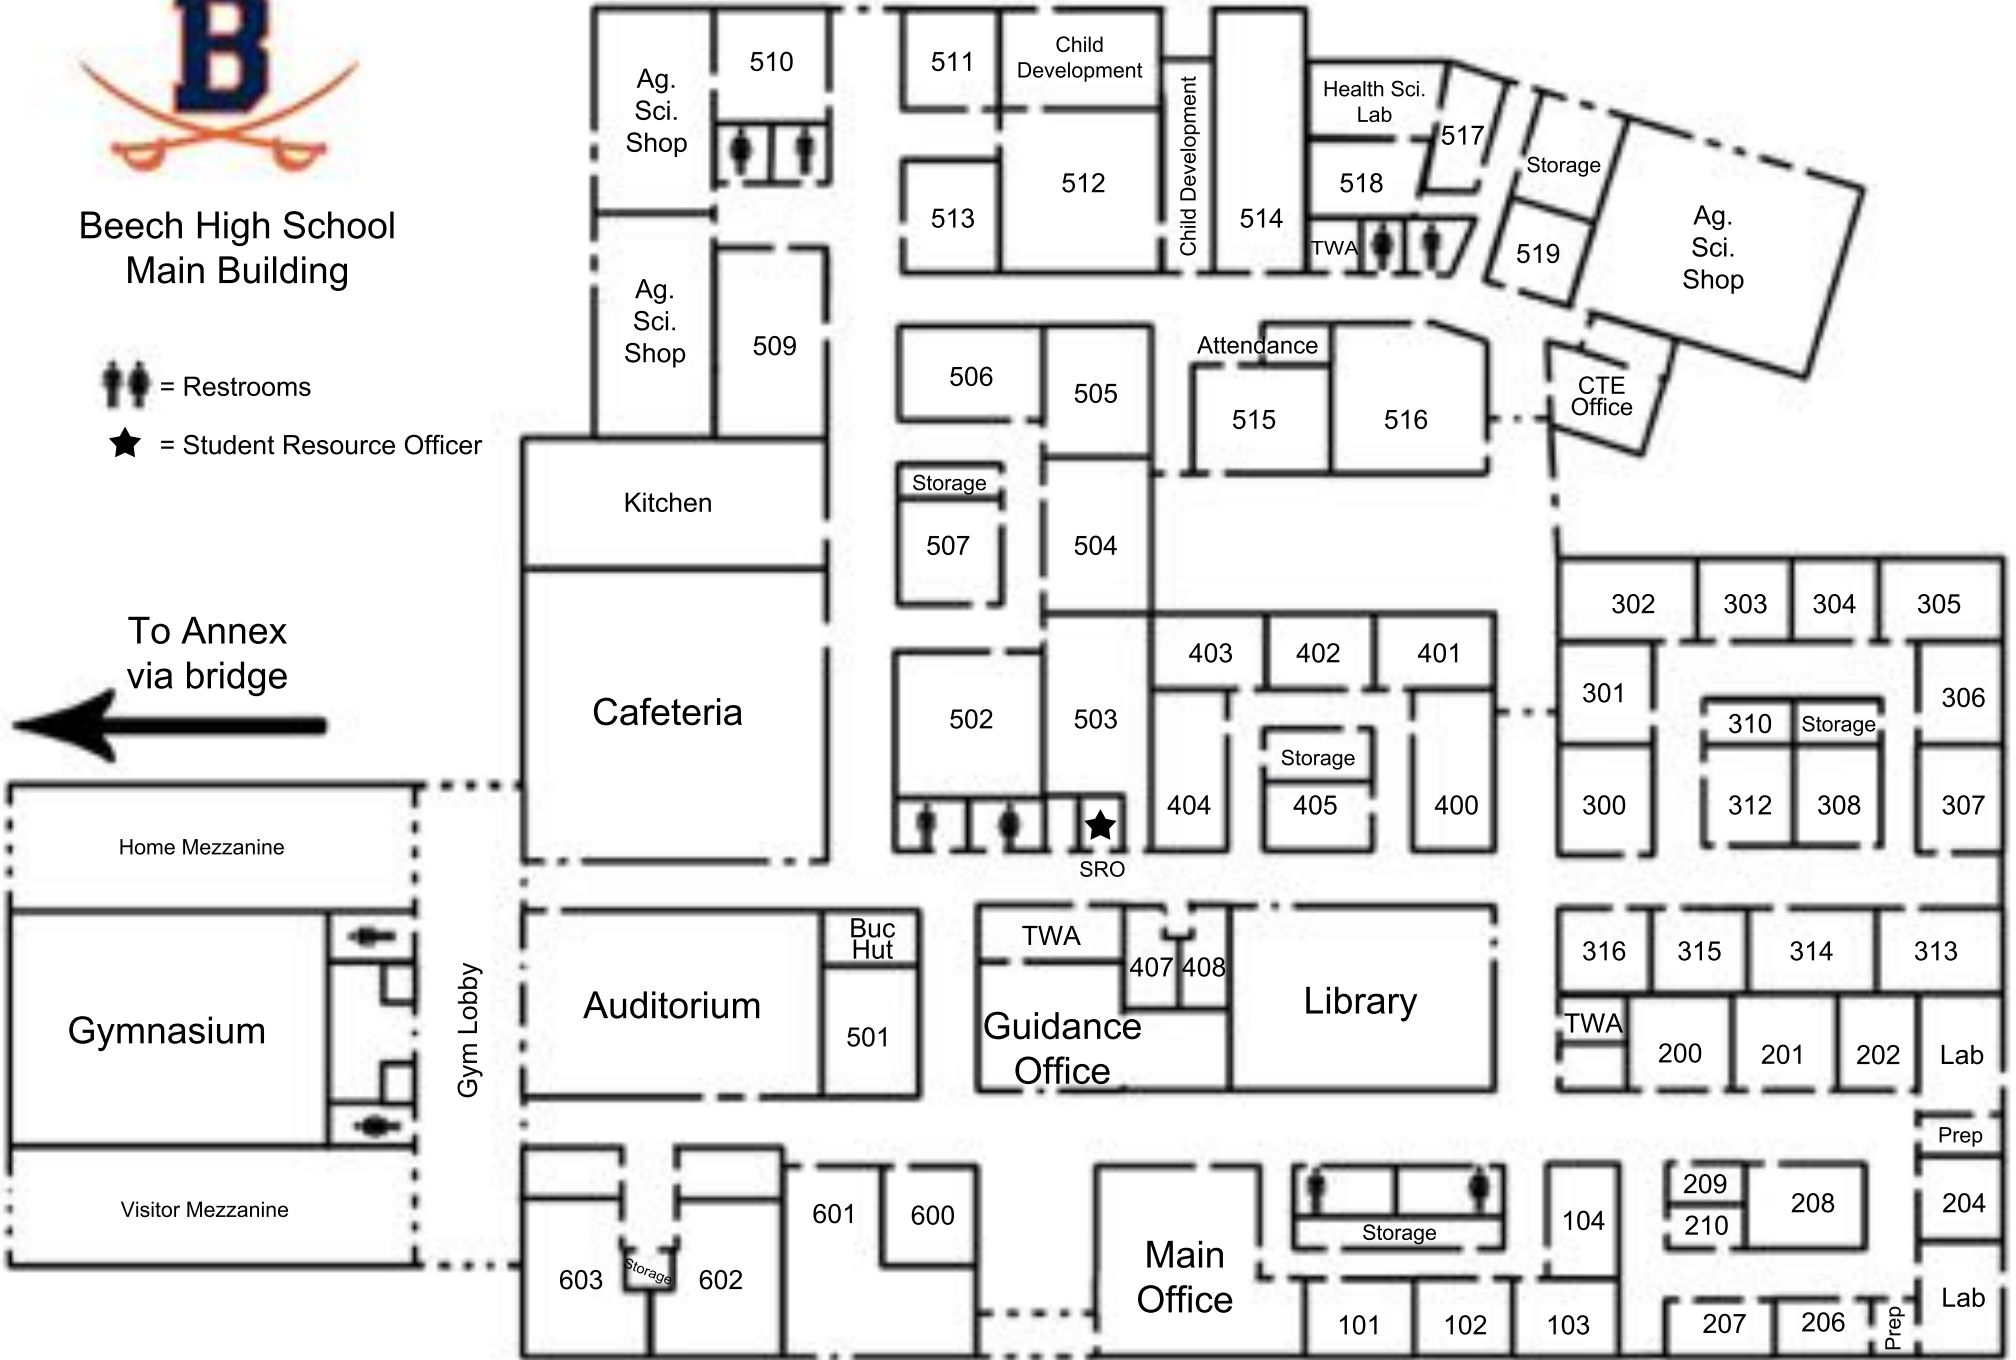 B
Beech High School
Main Building
= Restrooms
= Student Resource Officer
To Annex
via bridge
Ag.
Sci.
Shop
510
511
Child
Development
Child Development
512
513
514
Health Sci.
Lab
517
518
TWA
Storage
519
Ag.
Sci.
Shop
Ag.
Sci.
Shop
509
506
505
Attendance
515
516
CTE
Office
Kitchen
Storage
507
504
Cafeteria
502
503
SRO
403
402
401
404
Storage
405
400
302
303
304
305
301
306
310
Storage
300
312
308
307
Home Mezzanine
Gymnasium
Visitor Mezzanine
Gym Lobby
Auditorium
Buc
Hut
501
TWA
407
408
Guidance
Office
Library
316
315
314
313
TWA
200
201
202
Lab
Prep
204
Lab
603
Storage
602
601
600
Main
Office
Storage
104
101
102
103
209
210
208
207
206
Prep